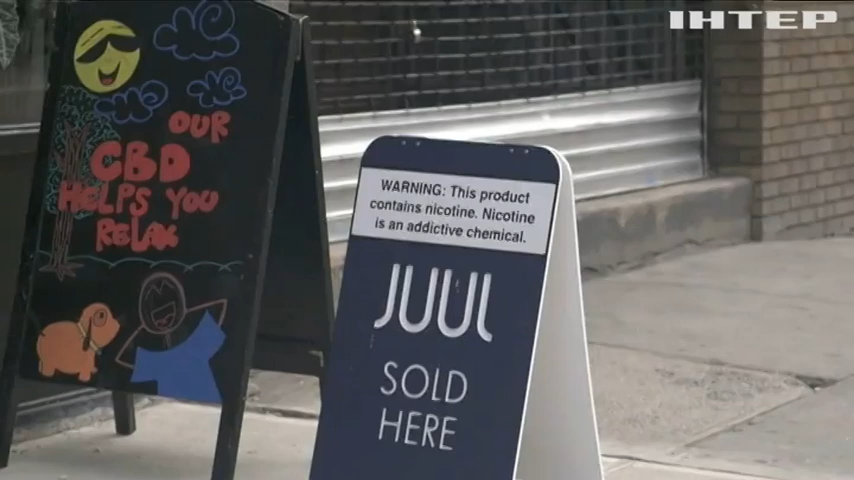 ІНТЕР
OUR
CBD
HELPS YOU
RELAX
WARNING: This product
contains nicotine. Nicotine
is an addictive chemical.
JUUL
SOLD
HERE